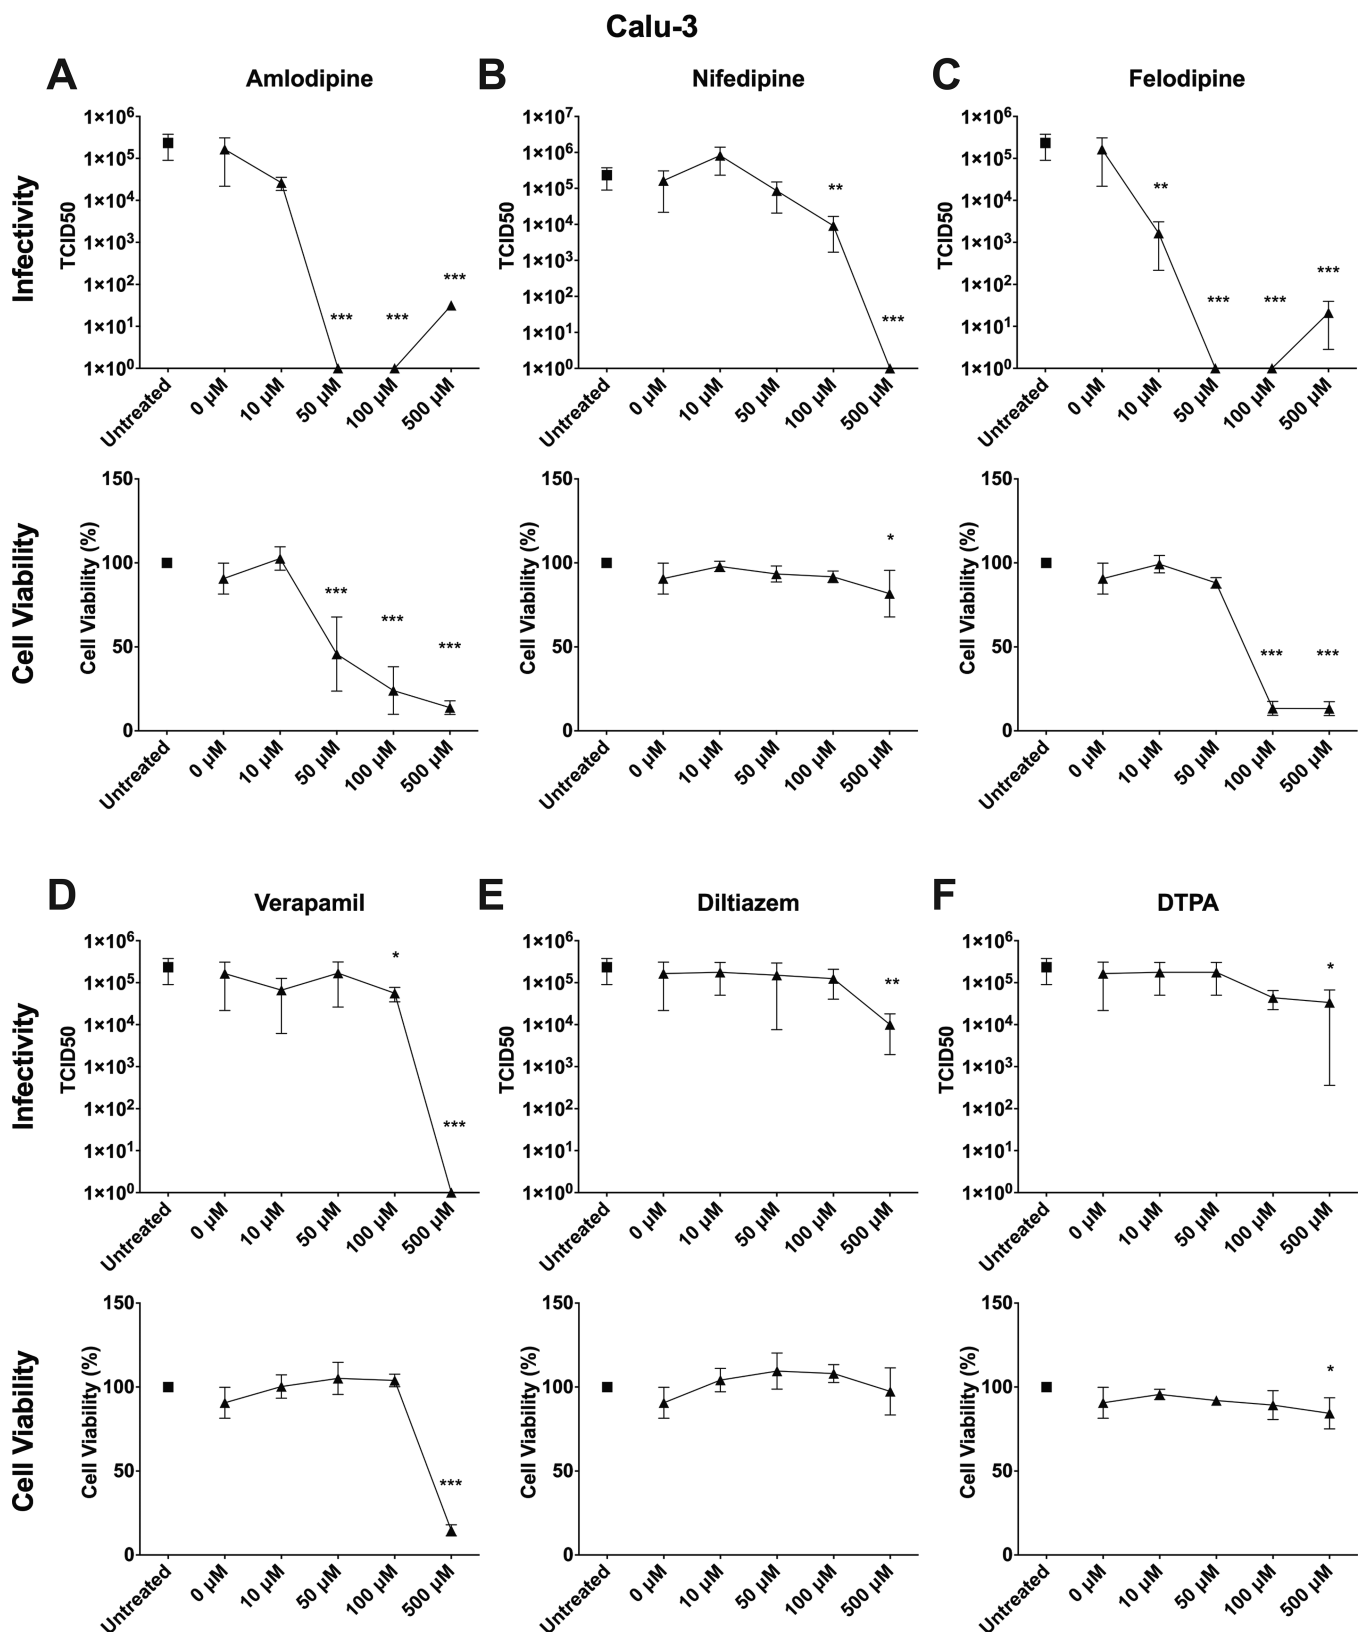 Calu-3
A Amlodipine
Infectivity
TCID50
1×10⁶
1×10⁵
1×10⁴
1×10³
1×10²
1×10¹
1×10⁰
*** *** ***
Untreated 0 µM 10 µM 50 µM 100 µM 500 µM
B Nifedipine
TCID50
1×10⁷
1×10⁶
1×10⁵
1×10⁴
1×10³
1×10²
1×10¹
1×10⁰
** ***
Untreated 0 µM 10 µM 50 µM 100 µM 500 µM
C Felodipine
TCID50
1×10⁶
1×10⁵
1×10⁴
1×10³
1×10²
1×10¹
1×10⁰
** *** *** ***
Untreated 0 µM 10 µM 50 µM 100 µM 500 µM
Cell Viability
Cell Viability (%)
150
100
50
0
*** *** ***
Untreated 0 µM 10 µM 50 µM 100 µM 500 µM
Cell Viability (%)
150
100
50
0
*
Untreated 0 µM 10 µM 50 µM 100 µM 500 µM
Cell Viability (%)
150
100
50
0
*** ***
Untreated 0 µM 10 µM 50 µM 100 µM 500 µM
D Verapamil
Infectivity
TCID50
1×10⁶
1×10⁵
1×10⁴
1×10³
1×10²
1×10¹
1×10⁰
* ***
Untreated 0 µM 10 µM 50 µM 100 µM 500 µM
E Diltiazem
TCID50
1×10⁶
1×10⁵
1×10⁴
1×10³
1×10²
1×10¹
1×10⁰
**
Untreated 0 µM 10 µM 50 µM 100 µM 500 µM
F DTPA
TCID50
1×10⁶
1×10⁵
1×10⁴
1×10³
1×10²
1×10¹
1×10⁰
*
Untreated 0 µM 10 µM 50 µM 100 µM 500 µM
Cell Viability
Cell Viability (%)
150
100
50
0
***
Untreated 0 µM 10 µM 50 µM 100 µM 500 µM
Cell Viability (%)
150
100
50
0
Untreated 0 µM 10 µM 50 µM 100 µM 500 µM
Cell Viability (%)
150
100
50
0
*
Untreated 0 µM 10 µM 50 µM 100 µM 500 µM